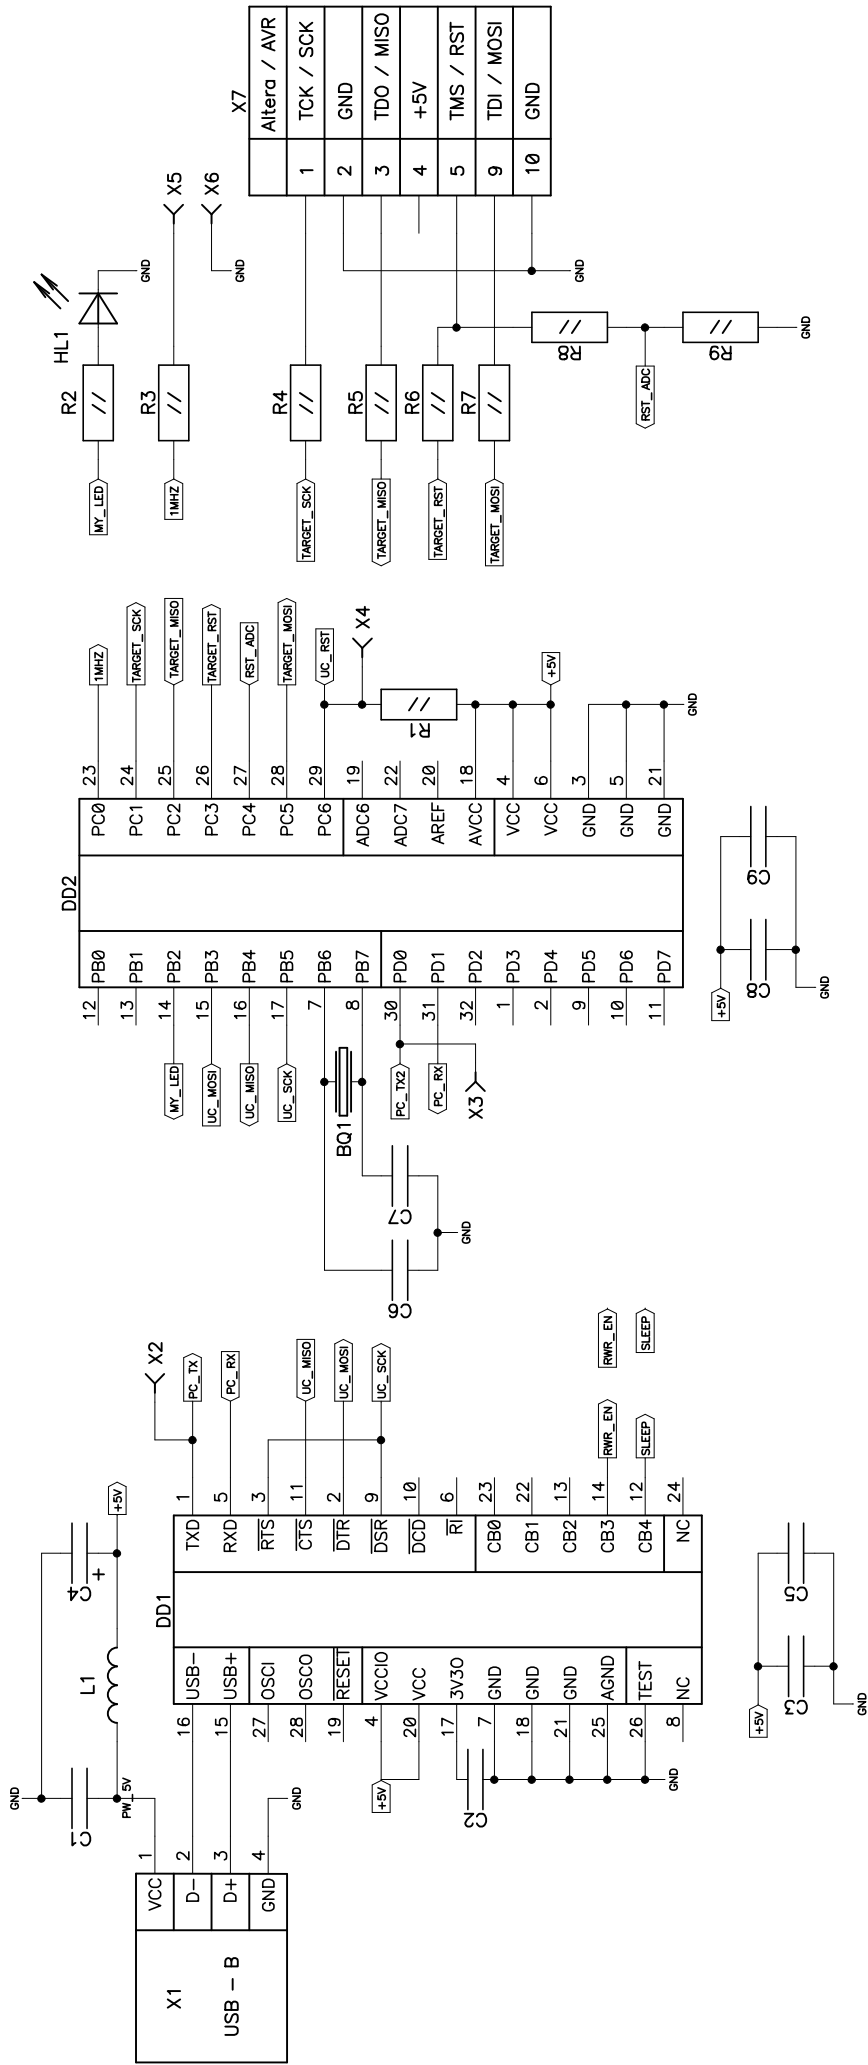 X7
Altera / AVR
1 TCK / SCK
2 GND
3 TDO / MISO
4 +5V
5 TMS / RST
9 TDI / MOSI
10 GND
X5
X6
GND
GND
GND
HL1
R2
R3
R4
R5
R6
R7
R8
R9
GND
RST_ADC
MY_LED
1MHZ
TARGET_SCK
TARGET_MISO
TARGET_RST
TARGET_MOSI
1MHZ
TARGET_SCK
TARGET_MISO
TARGET_RST
RST_ADC
TARGET_MOSI
UC_RST
X4
R1
+5V
GND
DD2
23 PC0
24 PC1
25 PC2
26 PC3
27 PC4
28 PC5
29 PC6
19 ADC6
22 ADC7
20 AREF
18 AVCC
4 VCC
6 VCC
3 GND
5 GND
21 GND
12 PB0
13 PB1
14 PB2
15 PB3
16 PB4
17 PB5
7 PB6
8 PB7
30 PD0
31 PD1
32 PD2
1 PD3
2 PD4
9 PD5
10 PD6
11 PD7
C9
C8
+5V
GND
MY_LED
UC_MOSI
UC_MISO
UC_SCK
BQ1
PC_TX2
PC_RX
X3
C7
C6
GND
X2
PC_TX
PC_RX
UC_MISO
UC_MOSI
UC_SCK
RWR_EN
SLEEP
RWR_EN
SLEEP
DD1
1 TXD
5 RXD
3 RTS
11 CTS
2 DTR
9 DSR
10 DCD
6 RI
23 CB0
22 CB1
13 CB2
14 CB3
12 CB4
24 NC
16 USB-
15 USB+
27 OSCI
28 OSCO
19 RESET
4 VCCIO
20 VCC
17 3V3O
7 GND
18 GND
21 GND
25 AGND
26 TEST
8 NC
+5V
C4
+
L1
C1
GND
PW_5V
+5V
C2
GND
C5
C3
+5V
GND
1 VCC
2 D-
3 D+
4 GND
GND
X1
USB - B